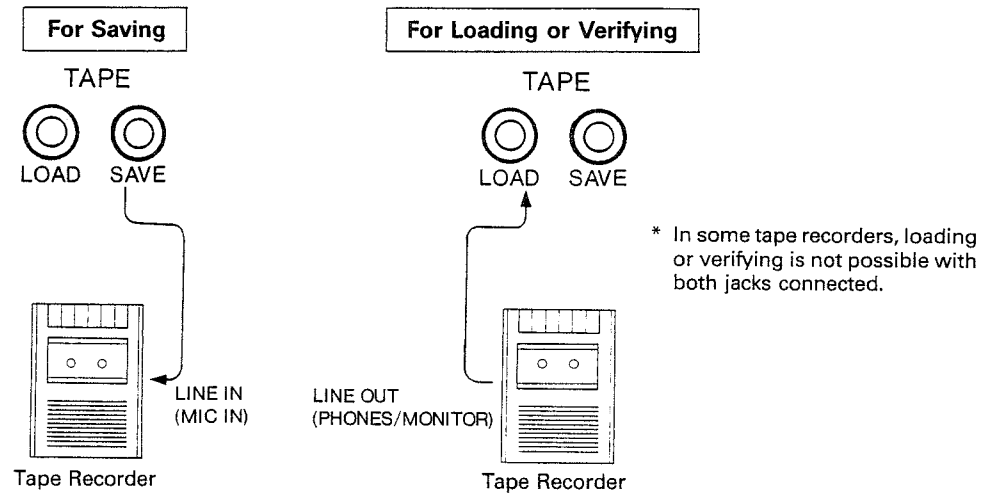 For Saving
TAPE
LOAD SAVE
LINE IN
(MIC IN)
Tape Recorder
For Loading or Verifying
TAPE
LOAD SAVE
LINE OUT
(PHONES/MONITOR)
Tape Recorder
* In some tape recorders, loading
or verifying is not possible with
both jacks connected.